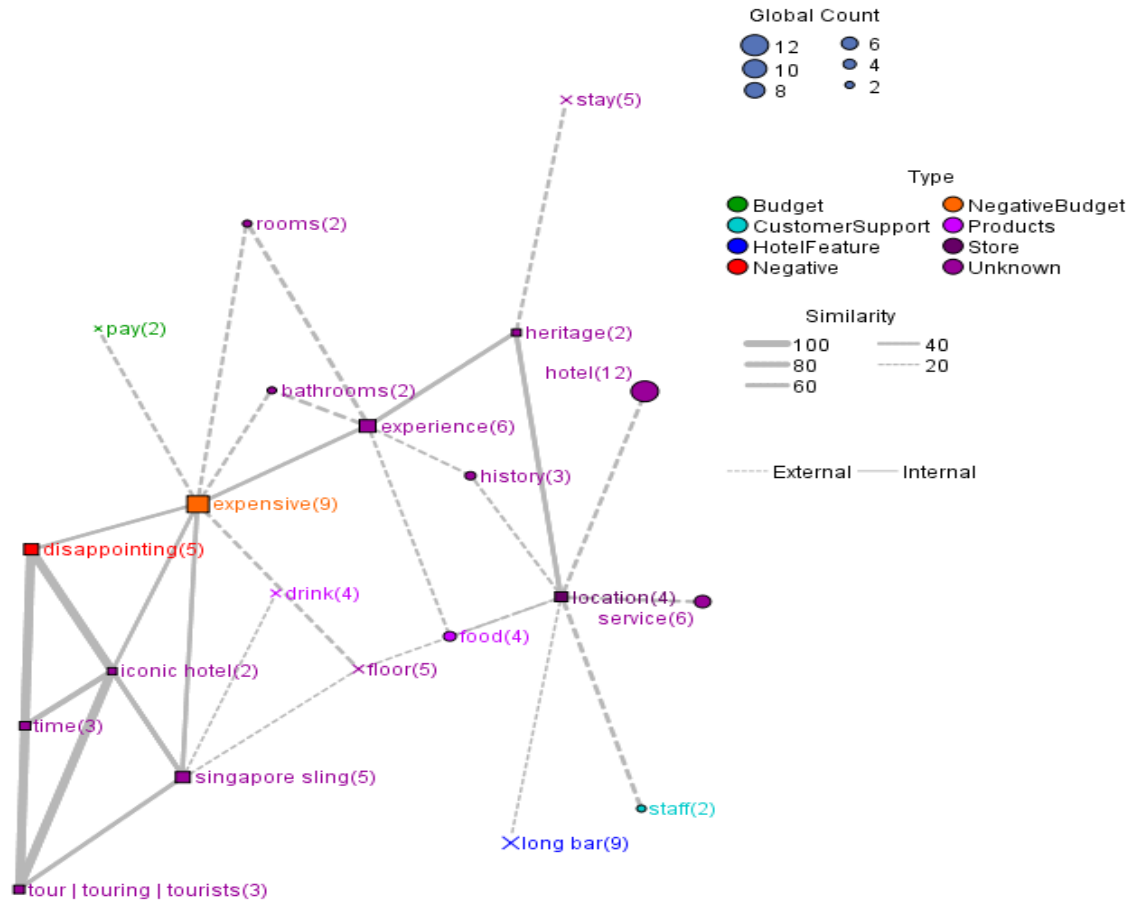 Global Count
12
6
10
4
8
2
stay(5)
Type
Budget
NegativeBudget
CustomerSupport
Products
HotelFeature
Store
Negative
Unknown
rooms(2)
Similarity
pay(2)
heritage(2)
100
40
80
20
60
hotel(12)
bathrooms(2)
experience(6)
External
Internal
history(3)
expensive(9)
disappointing(5)
drink(4)
location(4)
service(6)
food(4)
iconic hotel(2)
floor(5)
time(3)
singapore sling(5)
staff(2)
long bar(9)
tour | touring | tourists(3)